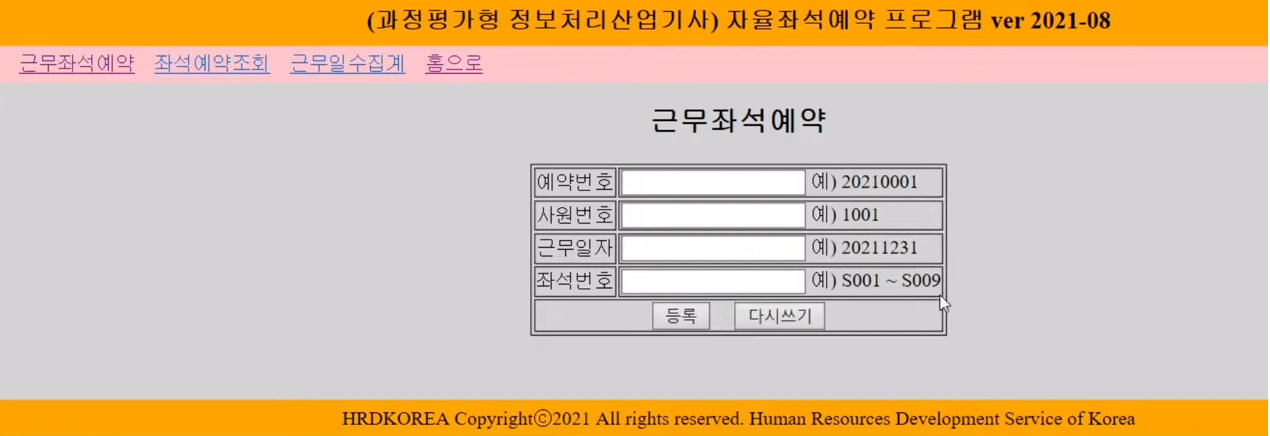 (과정평가형 정보처리산업기사) 자율좌석예약 프로그램 ver 2021-08
근무좌석예약 좌석예약조회 근무일수집계 홈으로
근무좌석예약
예약번호 예) 20210001
사원번호 예) 1001
근무일자 예) 20211231
좌석번호 예) S001 ~ S009
등록 다시쓰기
HRDKOREA Copyrightⓒ2021 All rights reserved. Human Resources Development Service of Korea